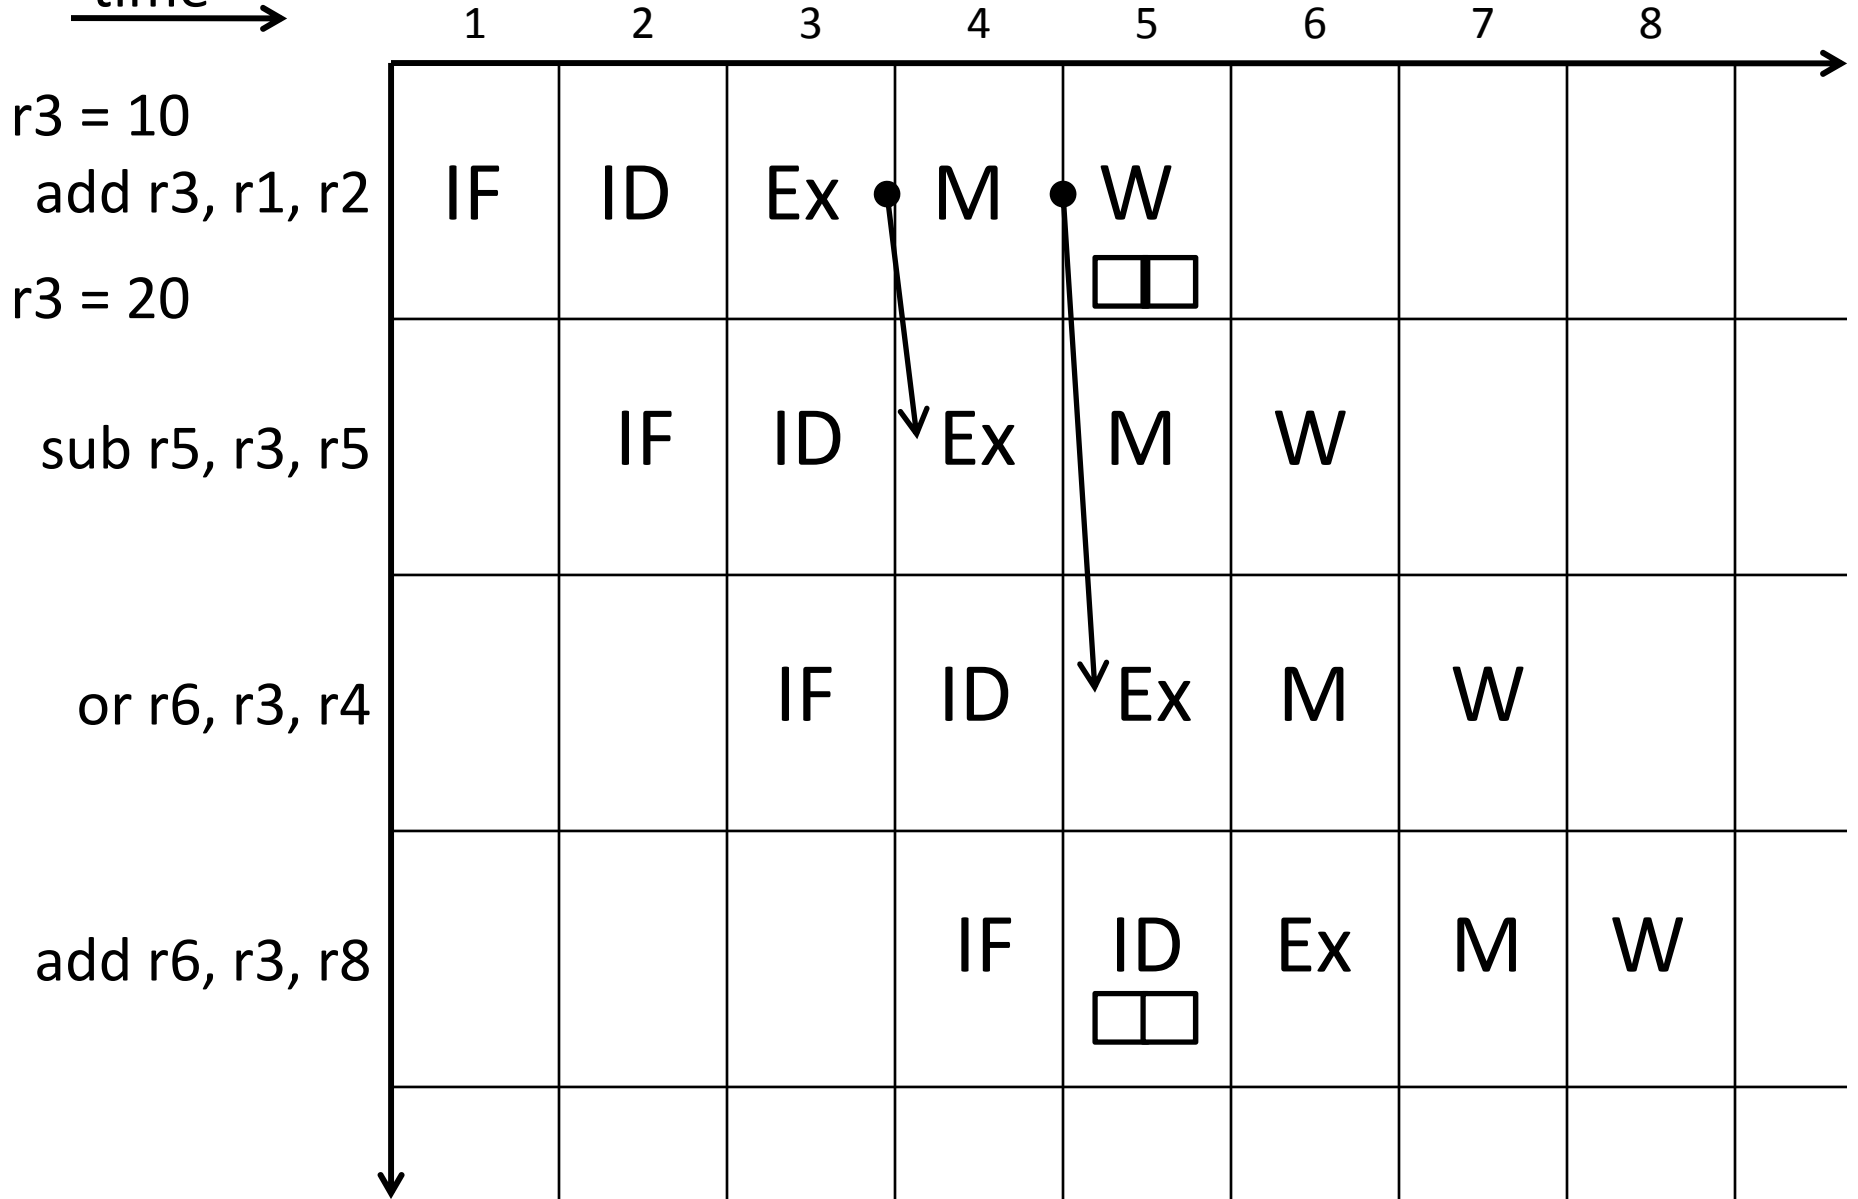 time
1 2 3 4 5 6 7 8
r3 = 10
add r3, r1, r2 IF ID Ex M W
r3 = 20
sub r5, r3, r5 IF ID Ex M W
or r6, r3, r4 IF ID Ex M W
add r6, r3, r8 IF ID Ex M W